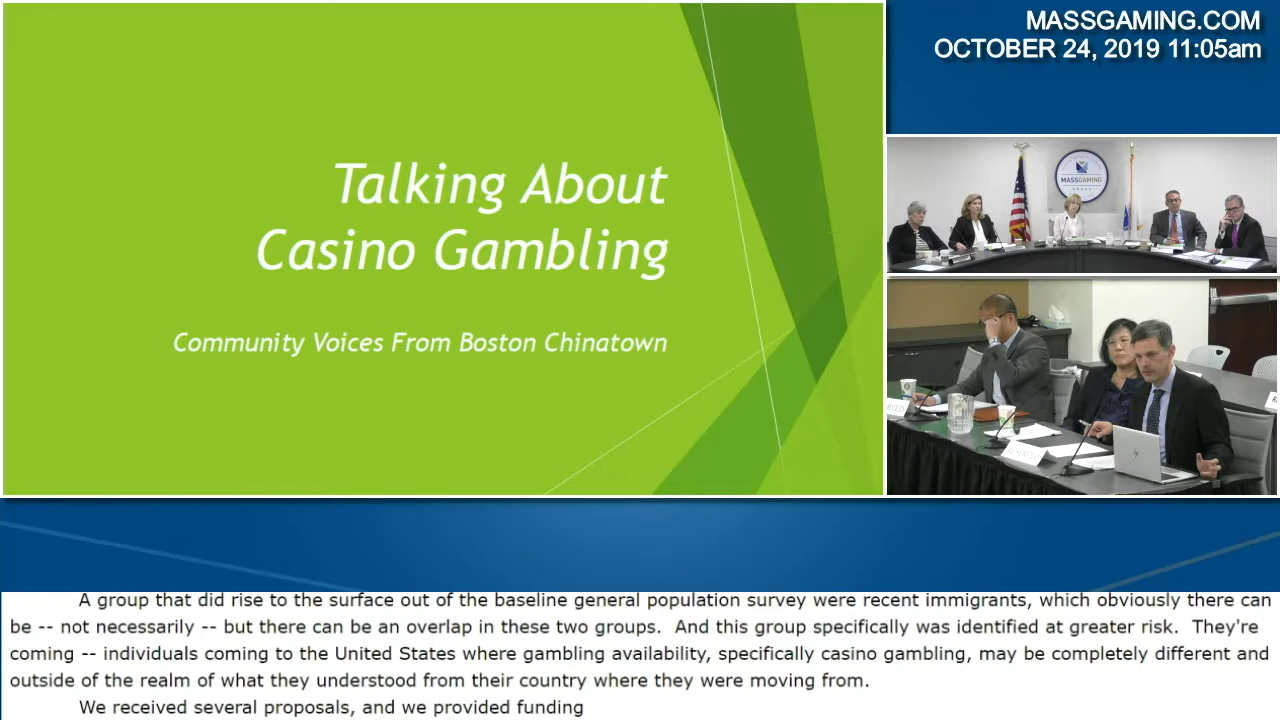 MASSGAMING.COM
OCTOBER 24, 2019 11:05am
Talking About
Casino Gambling
Community Voices From Boston Chinatown
MASSGAMING
A group that did rise to the surface out of the baseline general population survey were recent immigrants, which obviously there can
be -- not necessarily -- but there can be an overlap in these two groups.  And this group specifically was identified at greater risk.  They're
coming -- individuals coming to the United States where gambling availability, specifically casino gambling, may be completely different and
outside of the realm of what they understood from their country where they were moving from.
We received several proposals, and we provided funding